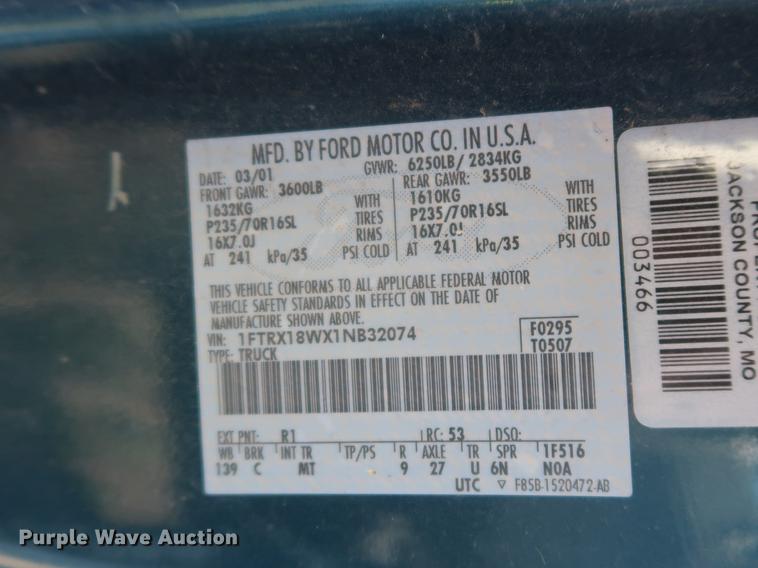 MFD. BY FORD MOTOR CO. IN U.S.A.
DATE: 03/01 GVWR: 6250LB/ 2834KG
FRONT GAWR: 3600LB REAR GAWR: 3550LB
1632KG WITH 1610KG WITH
P235/70R16SL TIRES P235/70R16SL TIRES
16X7.0J RIMS 16X7.0J RIMS
AT 241 kPa/35 PSI COLD AT 241 kPa/35 PSI COLD
THIS VEHICLE CONFORMS TO ALL APPLICABLE FEDERAL MOTOR
VEHICLE SAFETY STANDARDS IN EFFECT ON THE DATE OF
MANUFACTURE SHOWN ABOVE.
VIN: 1FTRX18WX1NB32074 F0295
TYPE: TRUCK T0507
EXT PNT: R1 RC: 53 DSO:
WB BRK INT TR TP/PS R AXLE TR SPR 1F516
139 C MT 9 27 U 6N NOA
UTC ▽ F85B-1520472-AB
JACKSON COUNTY, MO
003466
Purple Wave Auction